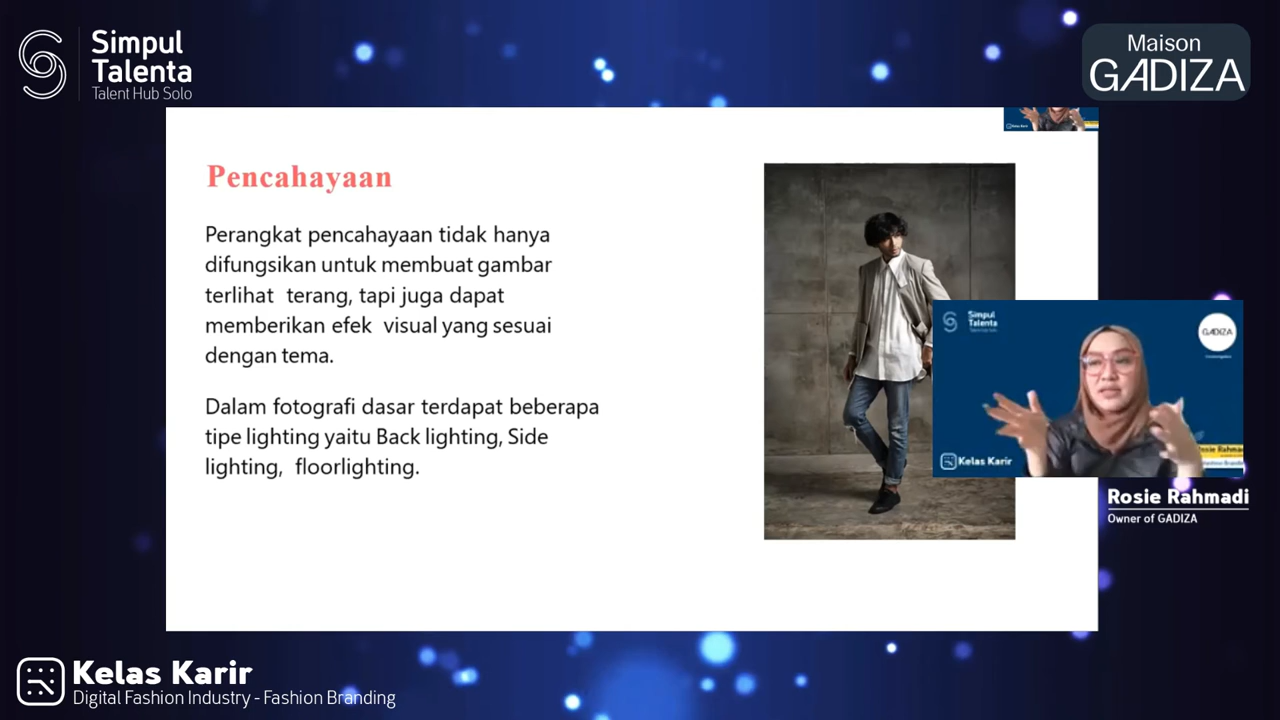 Simpul
Talenta
Talent Hub Solo
Maison
GADIZA
Kelas Karir
Pencahayaan
Perangkat pencahayaan tidak hanya
difungsikan untuk membuat gambar
terlihat terang, tapi juga dapat
memberikan efek visual yang sesuai
dengan tema.
Dalam fotografi dasar terdapat beberapa
tipe lighting yaitu Back lighting, Side
lighting, floorlighting.
Simpul
Talenta
GADIZA
Kelas Karir
Rosie Rahmadi
Owner of GADIZA
Kelas Karir
Digital Fashion Industry - Fashion Branding